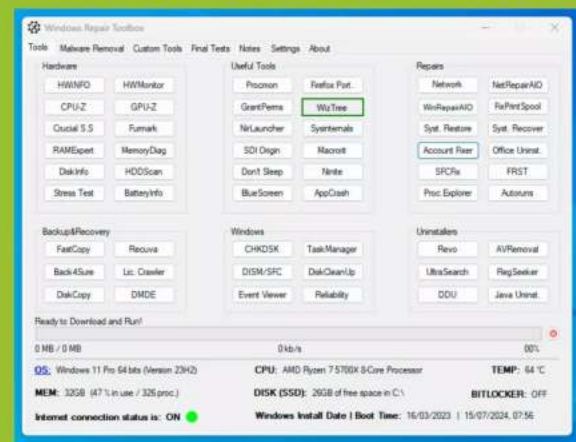 Windows Repair Toolbox
Tools Malware Removal Custom Tools Final Tests Notes Settings About
Hardware
HWiNFO HWMonitor
CPU-Z GPU-Z
Crucial S.S Furmark
RAMExpert MemoryDiag
DiskInfo HDDScan
Stress Test BatteryInfo
Useful Tools
Procmon Firefox Port.
GrantPerms WizTree
NirLauncher Sysinternals
SDI Origin Macrorit
Don't Sleep Ninite
BlueScreen AppCrash
Repairs
Network NetRepairAIO
WinRepairAIO FixPrintSpool
Syst. Restore Syst. Recover
Account Fixer Office Uninst.
SFCFix FRST
Proc.Explorer Autoruns
Backup&Recovery
FastCopy Recuva
Back4Sure Lic. Crawler
DiskCopy DMDE
Windows
CHKDSK TaskManager
DISM/SFC DiskCleanUp
Event Viewer Reliability
Uninstallers
Revo AVRemoval
UltraSearch RegSeeker
DDU Java Uninst.
Ready to Download and Run!
0 MB / 0 MB 0 kb/s 00%
OS: Windows 11 Pro 64 bits (Version 23H2) CPU: AMD Ryzen 7 5700X 8-Core Processor TEMP: 64 °C
MEM: 32GB (47 % in use / 326 proc.) DISK (SSD): 26GB of free space in C:\ BITLOCKER: OFF
Internet connection status is: ON Windows Install Date | Boot Time: 16/03/2023 | 15/07/2024, 07:56